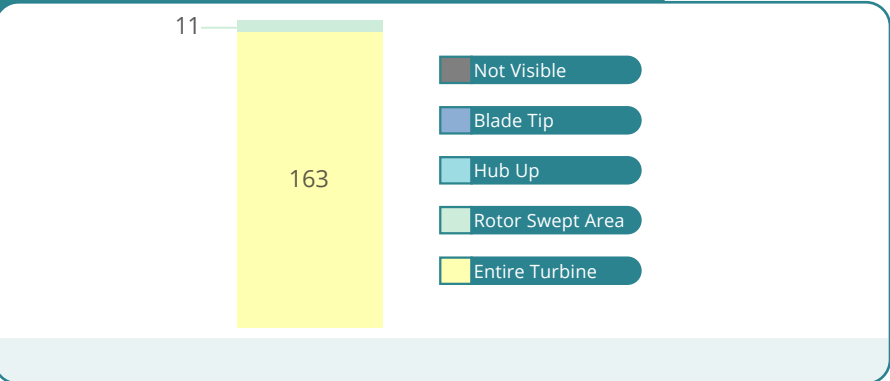 11
163
Not Visible
Blade Tip
Hub Up
Rotor Swept Area
Entire Turbine